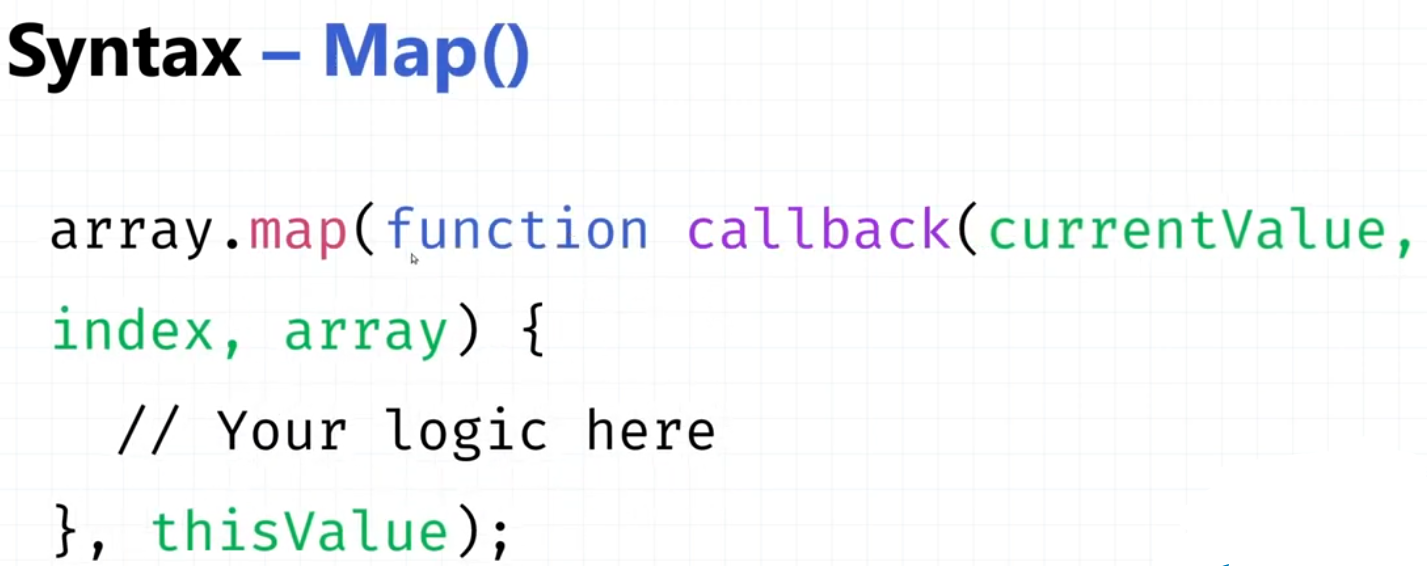 Syntax – Map()
array.map(function callback(currentValue,
index, array) {
// Your logic here
}, thisValue);